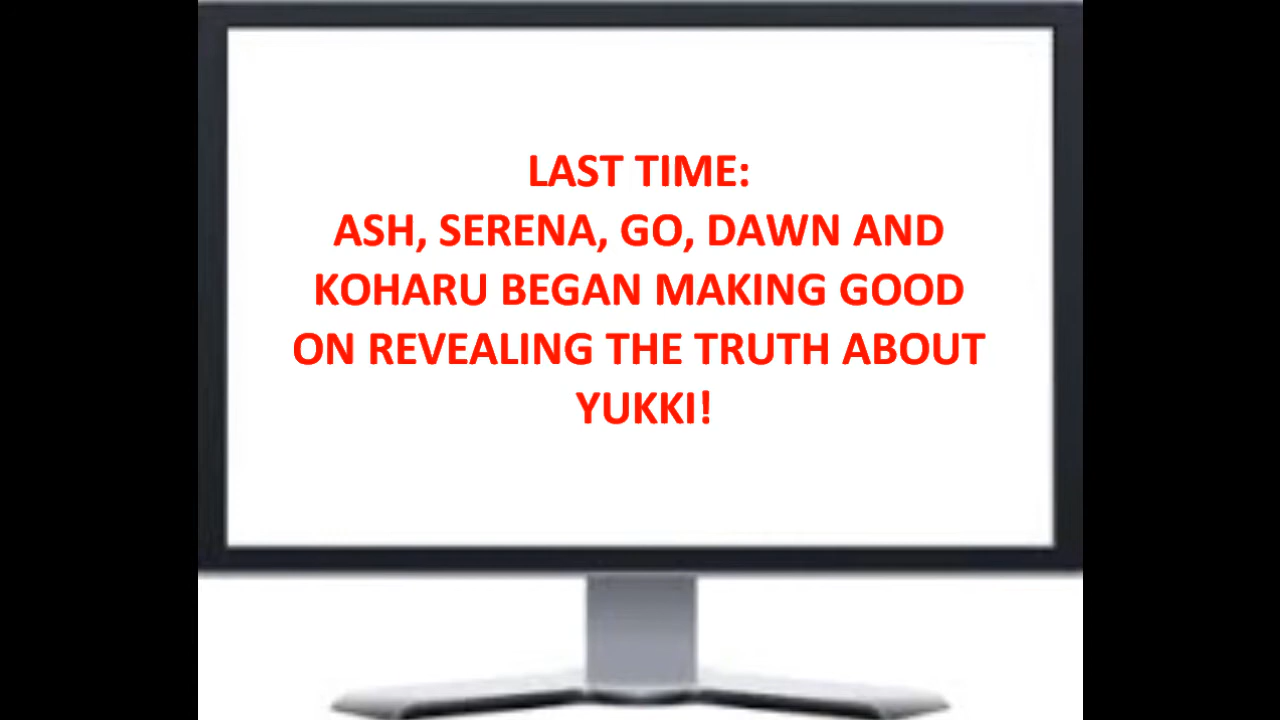 LAST TIME:
ASH, SERENA, GO, DAWN AND
KOHARU BEGAN MAKING GOOD
ON REVEALING THE TRUTH ABOUT
YUKKI!